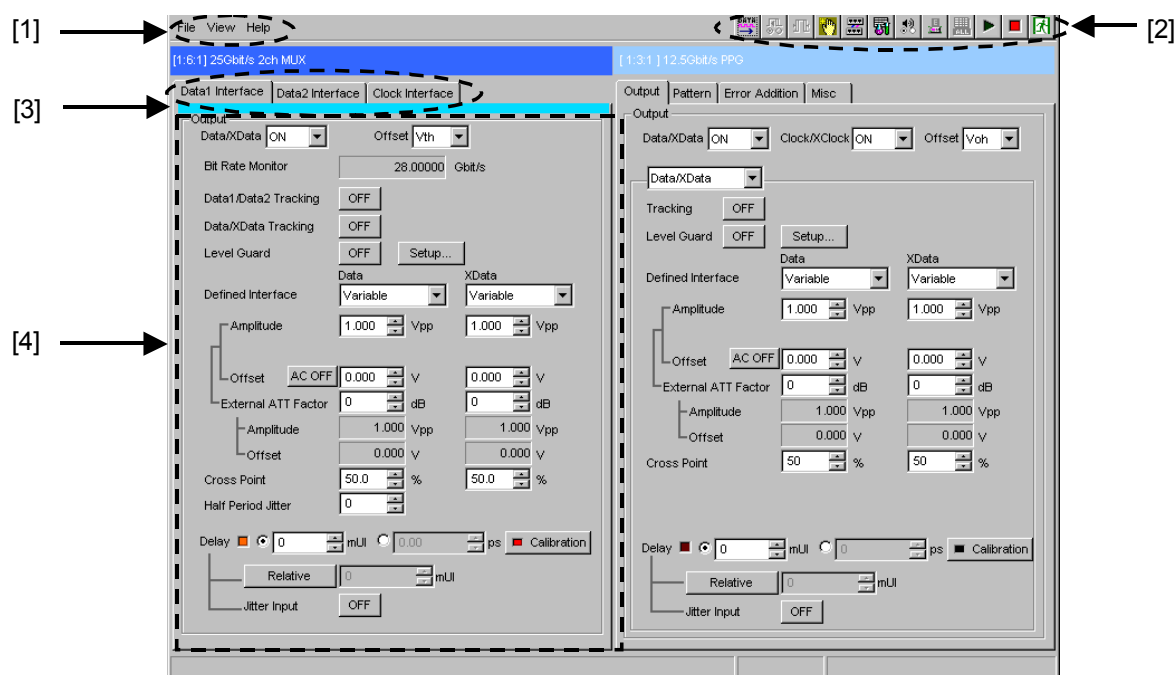 [1]
File View Help
[2]
[1:6:1] 25Gbit/s 2ch MUX
[1:3:1 ] 12.5Gbit/s PPG
[3]
Data1 Interface Data2 Interface Clock Interface
Output Pattern Error Addition Misc
Output
Data/XData ON Offset Vth
Bit Rate Monitor 28.00000 Gbit/s
Data1/Data2 Tracking OFF
Data/XData Tracking OFF
Level Guard OFF Setup...
Data XData
Defined Interface Variable Variable
[4]
Amplitude 1.000 Vpp 1.000 Vpp
Offset AC OFF 0.000 V 0.000 V
External ATT Factor 0 dB 0 dB
Amplitude 1.000 Vpp 1.000 Vpp
Offset 0.000 V 0.000 V
Cross Point 50.0 % 50.0 %
Half Period Jitter 0
Delay 0 mUI 0.00 ps Calibration
Relative 0 mUI
Jitter Input OFF
Output
Data/XData ON Clock/XClock ON Offset Voh
Data/XData
Tracking OFF
Level Guard OFF Setup...
Data XData
Defined Interface Variable Variable
Amplitude 1.000 Vpp 1.000 Vpp
Offset AC OFF 0.000 V 0.000 V
External ATT Factor 0 dB 0 dB
Amplitude 1.000 Vpp 1.000 Vpp
Offset 0.000 V 0.000 V
Cross Point 50 % 50 %
Delay 0 mUI 0 ps Calibration
Relative 0 mUI
Jitter Input OFF